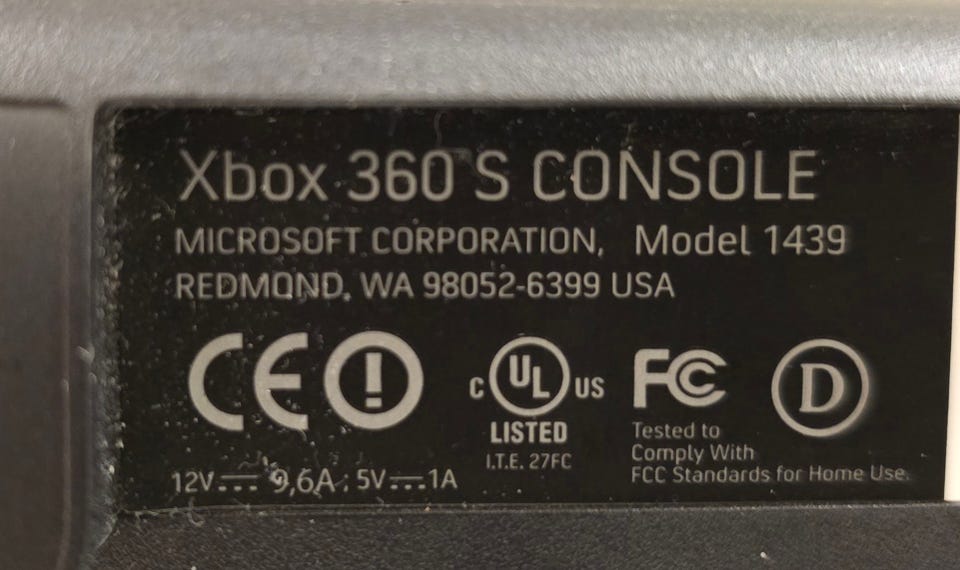 Xbox 360 S CONSOLE
MICROSOFT CORPORATION, Model 1439
REDMOND, WA 98052-6399 USA
CE
C UL US
LISTED
I.T.E. 27FC
FC
Tested to
Comply With
FCC Standards for Home Use.
D
12V⎓9,6A; 5V⎓1A